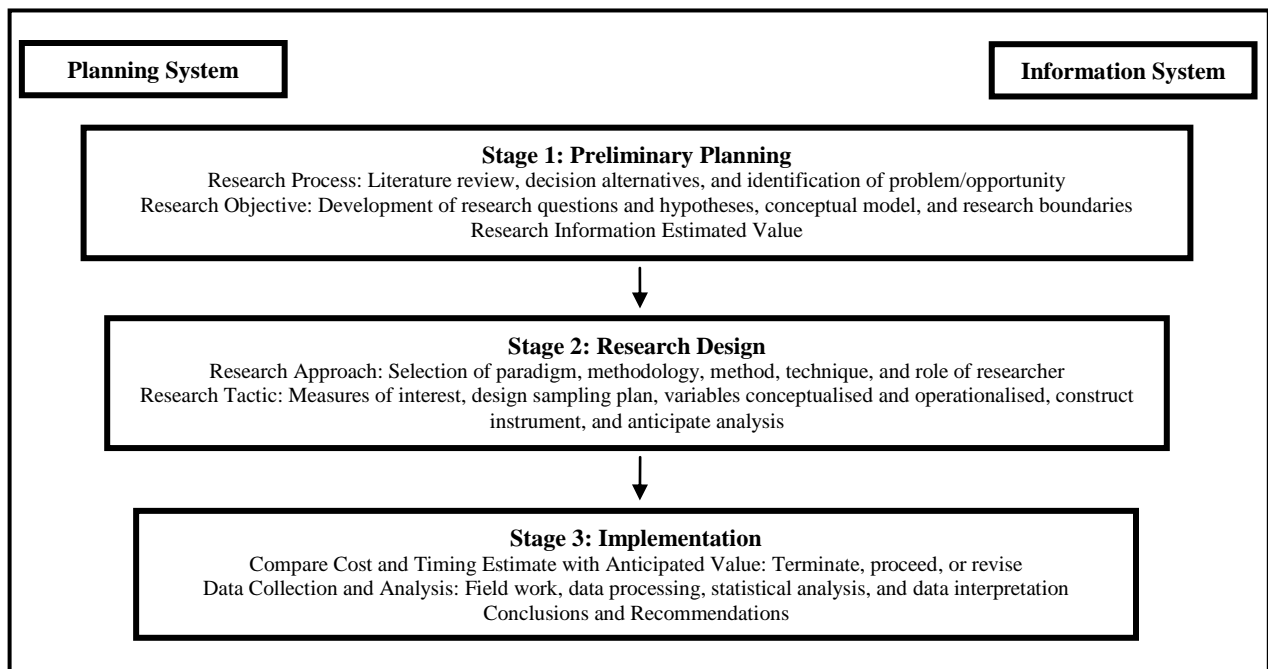 Planning System
Information System
Stage 1: Preliminary Planning
Research Process: Literature review, decision alternatives, and identification of problem/opportunity
Research Objective: Development of research questions and hypotheses, conceptual model, and research boundaries
Research Information Estimated Value
Stage 2: Research Design
Research Approach: Selection of paradigm, methodology, method, technique, and role of researcher
Research Tactic: Measures of interest, design sampling plan, variables conceptualised and operationalised, construct
instrument, and anticipate analysis
Stage 3: Implementation
Compare Cost and Timing Estimate with Anticipated Value: Terminate, proceed, or revise
Data Collection and Analysis: Field work, data processing, statistical analysis, and data interpretation
Conclusions and Recommendations